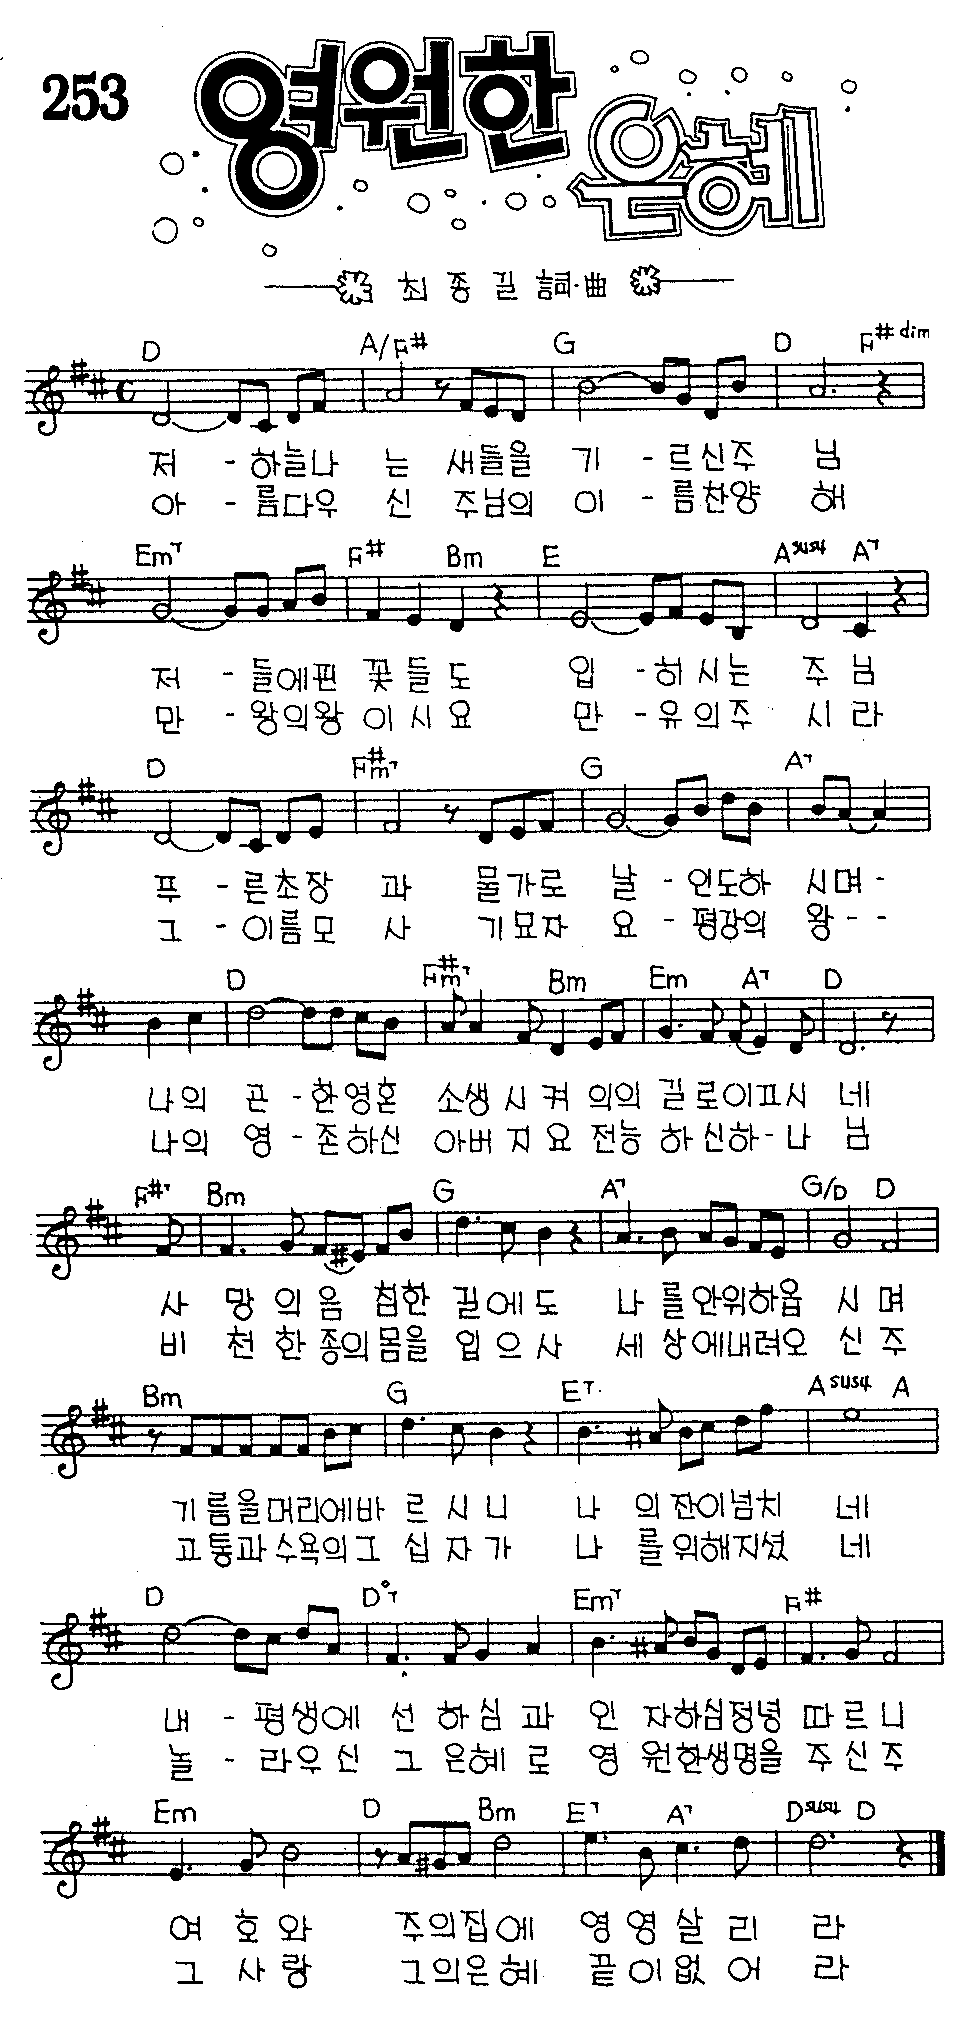 253
영원한
은혜
최종길 詞·曲
D A/F# G D F#dim
저 - 하늘나 는 새들을 기 - 르신주 님
아 - 름다우 신 주님의 이 - 름찬양 해
Em7 F# Bm E Asus4 A7
저 - 들에핀 꽃들도 입 - 히시는 주님
만 - 왕의왕 이시요 만 - 유의주 시라
D F#m7 G A7
푸 - 른초장 과 물가로 날 - 인도하 시며-
그 - 이름모 사 기묘자 요 - 평강의 왕--
D F#m7 Bm Em A7 D
나의 곤 - 한영혼 소생시켜 의의 길로이끄시 네
나의 영 - 존하신 아버지요 전능하신하-나 님
F#7 Bm G A7 G/D D
사 망의음 침한 길에도 나 를안위하옵 시며
비 천한종의몸을 입으사 세 상에내려오 신주
Bm G E7 Asus4 A
기름을머리에바 르시니 나 의잔이넘치 네
고통과수욕의그 십자가 나 를위해지셨 네
D D°7 Em7 F#
내 - 평생에 선하심과 인 자하심정녕 따르니
놀 - 라우신 그은혜로 영 원한생명을 주신주
Em D Bm E7 A7 Dsus4 D
여호와 주의집에 영영살리 라
그사랑 그의은혜 끝이없어 라